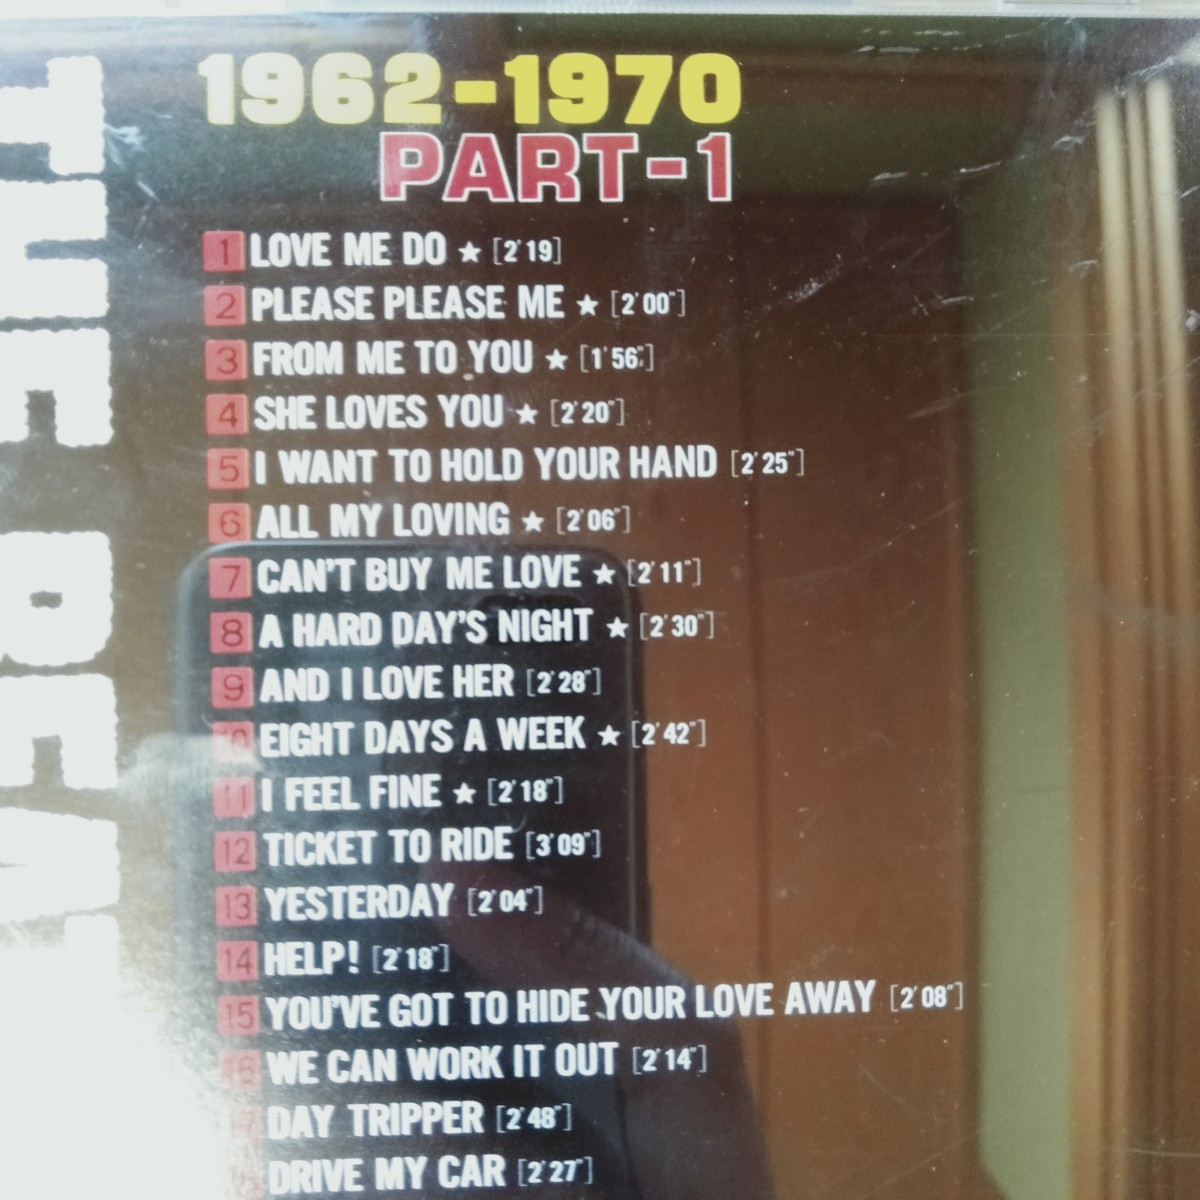 THE BEA
1962-1970
PART-1
1 LOVE ME DO ★ [2'19]
2 PLEASE PLEASE ME ★ [2'00"]
3 FROM ME TO YOU ★ [1'56"]
4 SHE LOVES YOU ★ [2'20"]
5 I WANT TO HOLD YOUR HAND [2'25"]
6 ALL MY LOVING ★ [2'06"]
7 CAN'T BUY ME LOVE ★ [2'11"]
8 A HARD DAY'S NIGHT ★ [2'30"]
9 AND I LOVE HER [2'28"]
10 EIGHT DAYS A WEEK ★ [2'42"]
11 I FEEL FINE ★ [2'18"]
12 TICKET TO RIDE [3'09"]
13 YESTERDAY [2'04"]
14 HELP! [2'18"]
15 YOU'VE GOT TO HIDE YOUR LOVE AWAY [2'08"]
16 WE CAN WORK IT OUT [2'14"]
DAY TRIPPER [2'48"]
DRIVE MY CAR [2'27"]